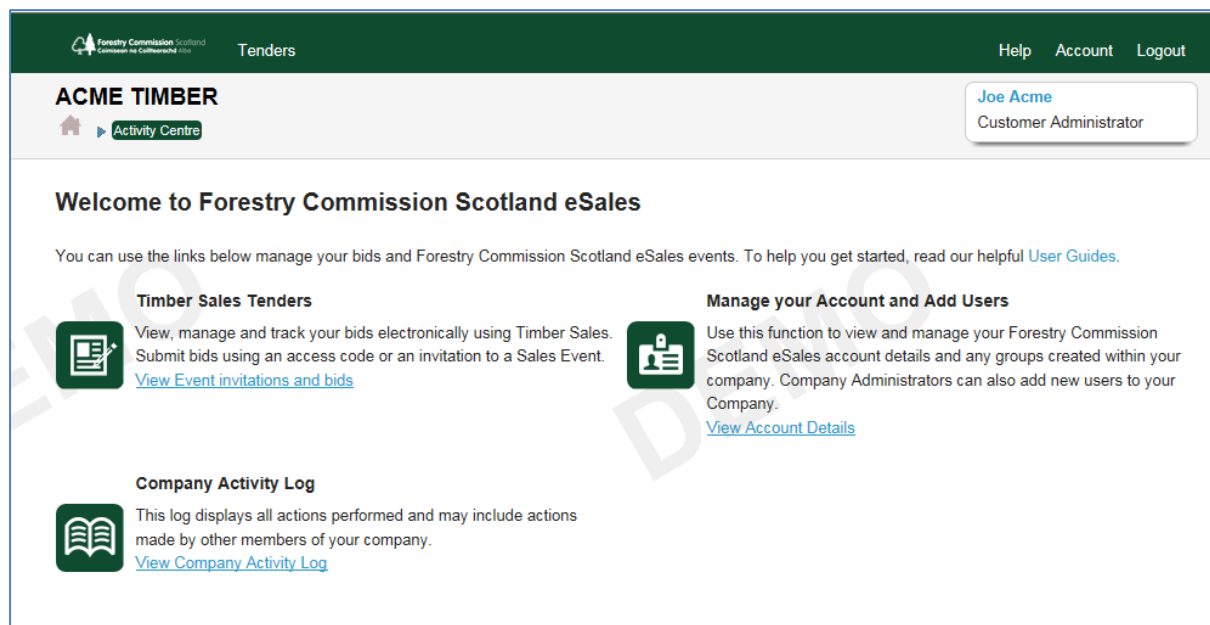 Forestry Commission Scotland
Coimisean na Coilltearachd Alba
Tenders
Help Account Logout
ACME TIMBER
Activity Centre
Joe Acme
Customer Administrator
Welcome to Forestry Commission Scotland eSales
You can use the links below manage your bids and Forestry Commission Scotland eSales events. To help you get started, read our helpful User Guides.
Timber Sales Tenders
View, manage and track your bids electronically using Timber Sales.
Submit bids using an access code or an invitation to a Sales Event.
View Event invitations and bids
Manage your Account and Add Users
Use this function to view and manage your Forestry Commission
Scotland eSales account details and any groups created within your
company. Company Administrators can also add new users to your
Company.
View Account Details
Company Activity Log
This log displays all actions performed and may include actions
made by other members of your company.
View Company Activity Log
DEMO
EMO